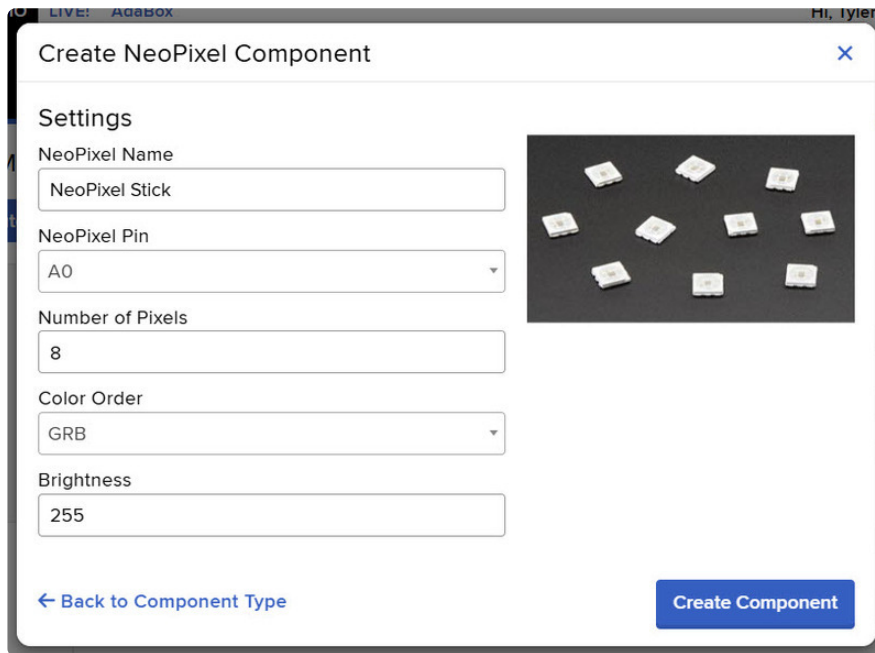 LIVE! AdaBox
Hi, Tyler
Create NeoPixel Component
×
Settings
NeoPixel Name
NeoPixel Stick
NeoPixel Pin
A0
Number of Pixels
8
Color Order
GRB
Brightness
255
← Back to Component Type
Create Component